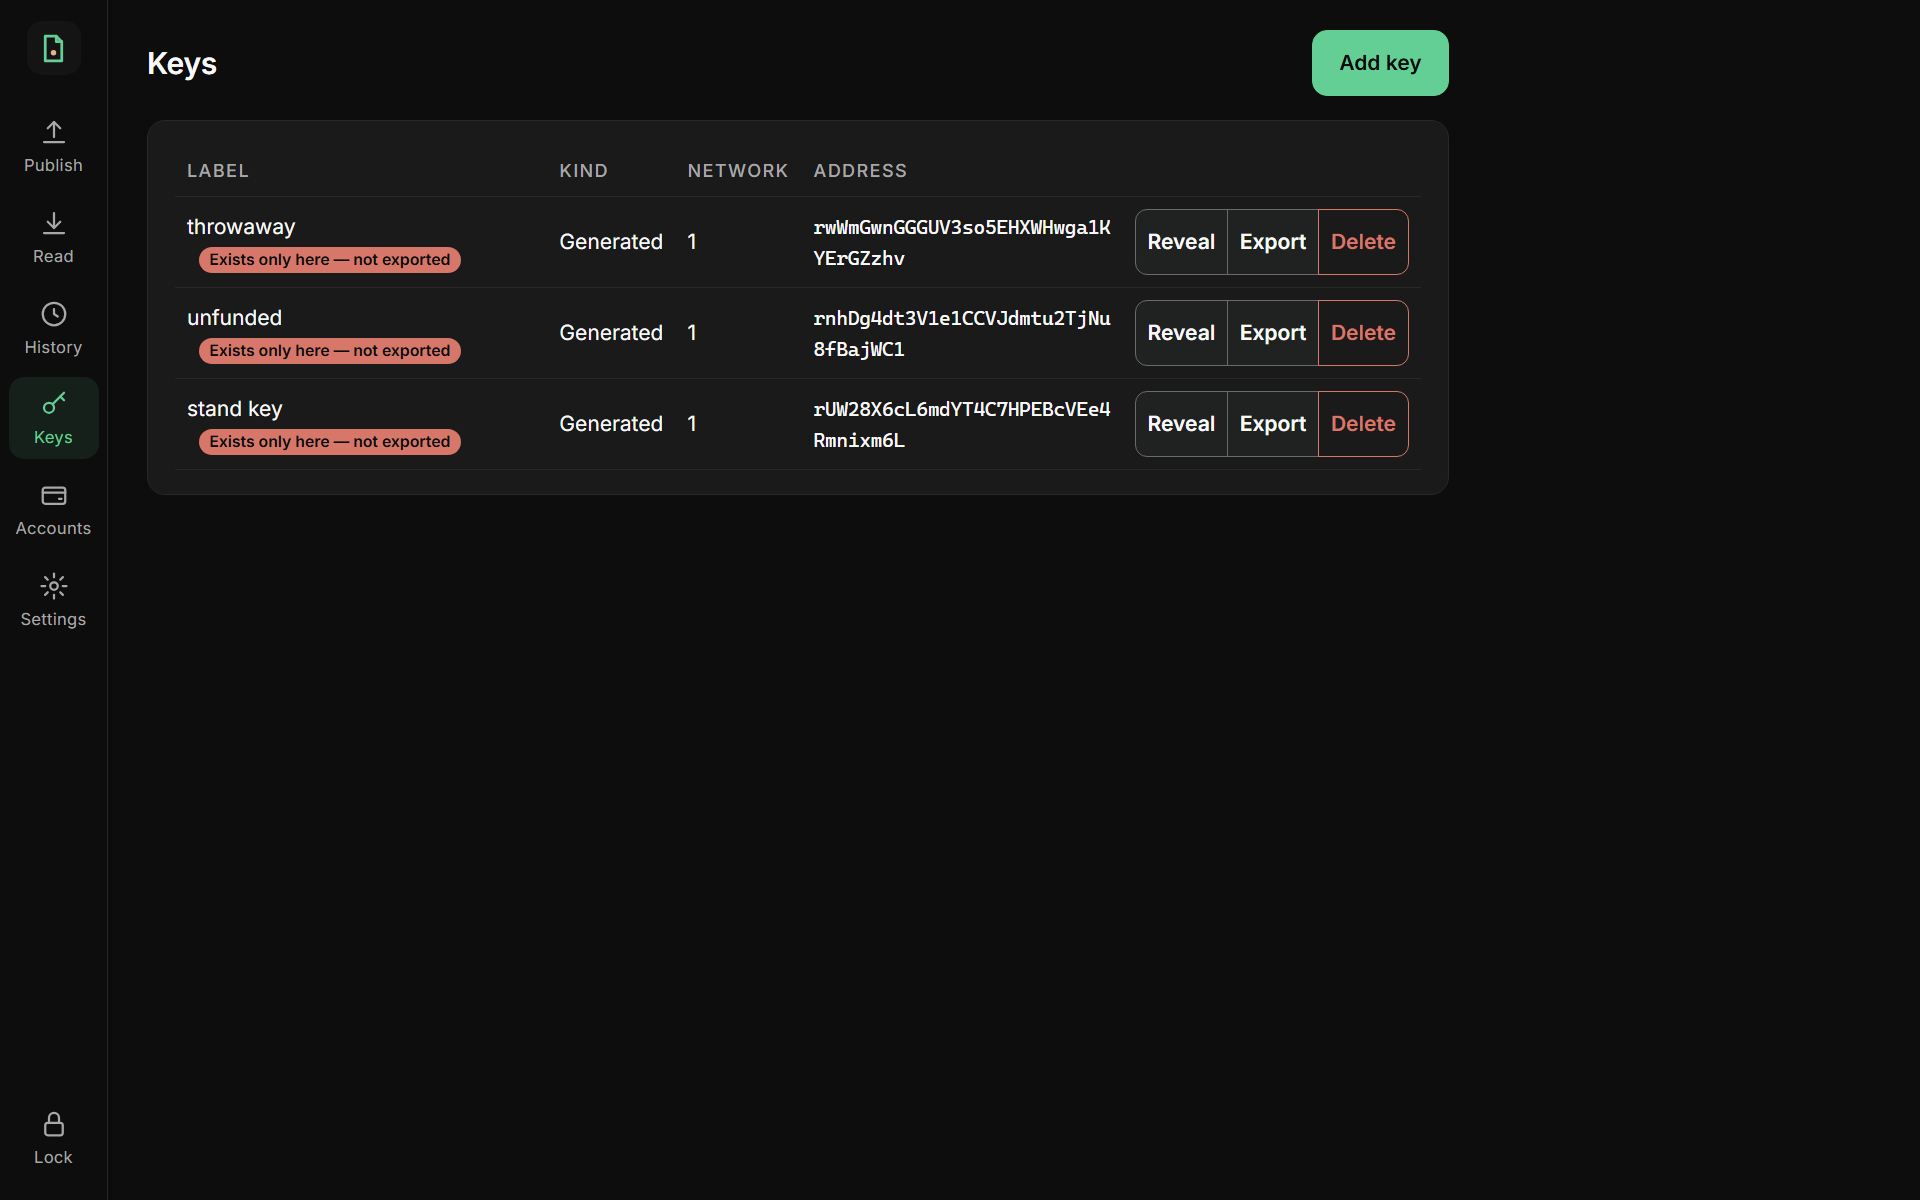 Keys
Add key
Publish
Read
History
Keys
Accounts
Settings
Lock
LABEL KIND NETWORK ADDRESS
throwaway
Exists only here — not exported
Generated 1
rwWmGwnGGGUV3so5EHXWHwga1K
YErGZzhv
Reveal Export Delete
unfunded
Exists only here — not exported
Generated 1
rnhDg4dt3V1e1CCVJdmtu2TjNu
8fBajWC1
Reveal Export Delete
stand key
Exists only here — not exported
Generated 1
rUW28X6cL6mdYT4C7HPEBcVEe4
Rmnixm6L
Reveal Export Delete